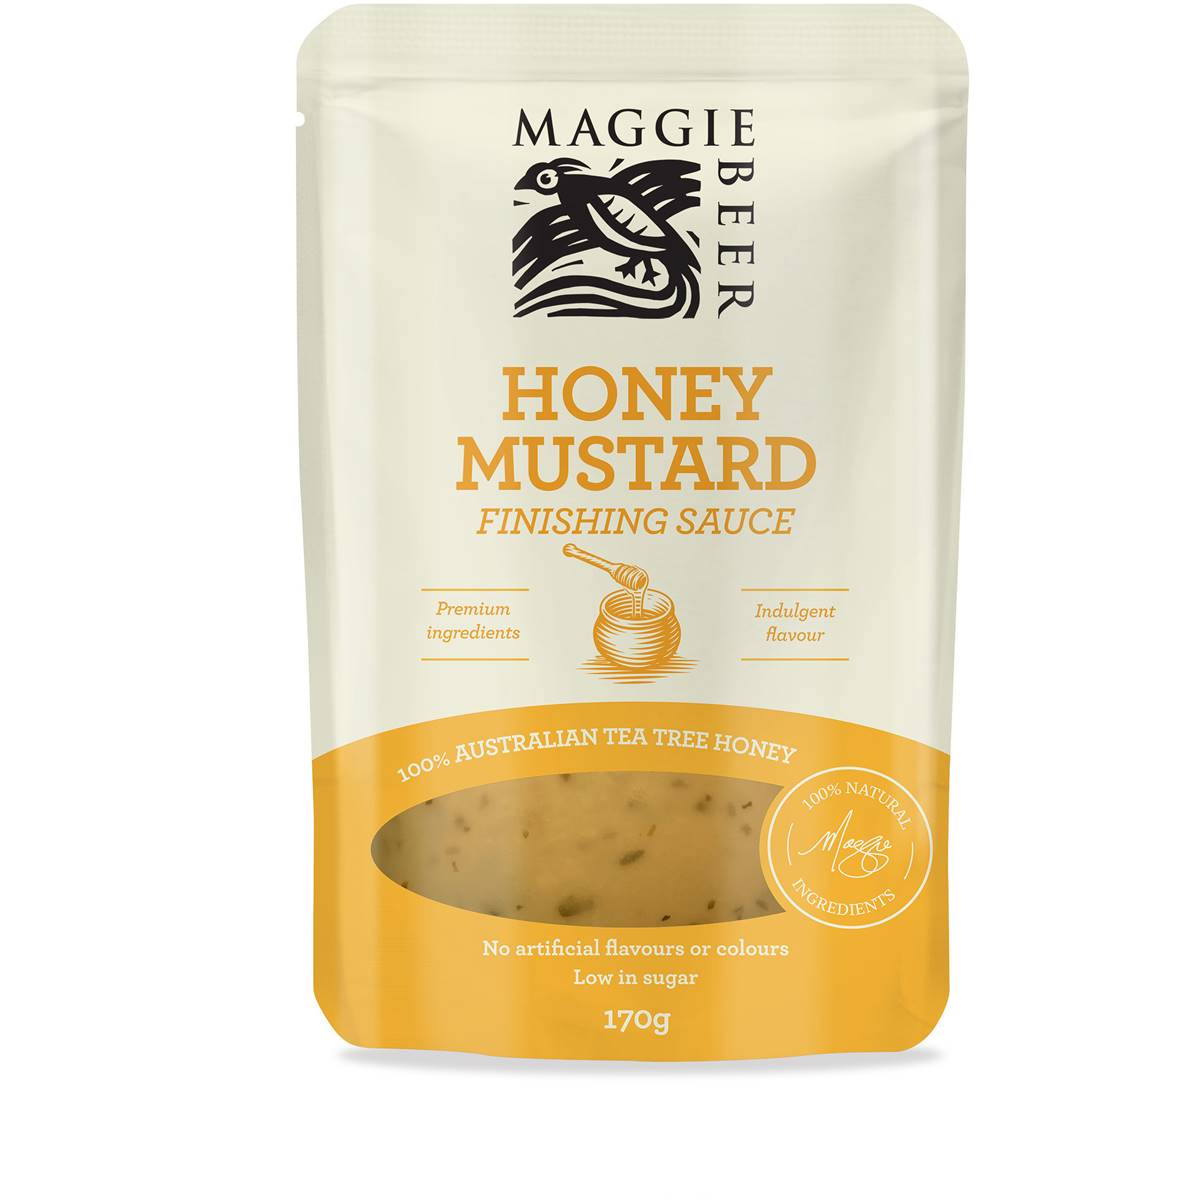 MAGGIE
BEER
HONEY
MUSTARD
FINISHING SAUCE
Premium
ingredients
Indulgent
flavour
100% AUSTRALIAN TEA TREE HONEY
100% NATURAL
Maggie
INGREDIENTS
No artificial flavours or colours
Low in sugar
170g